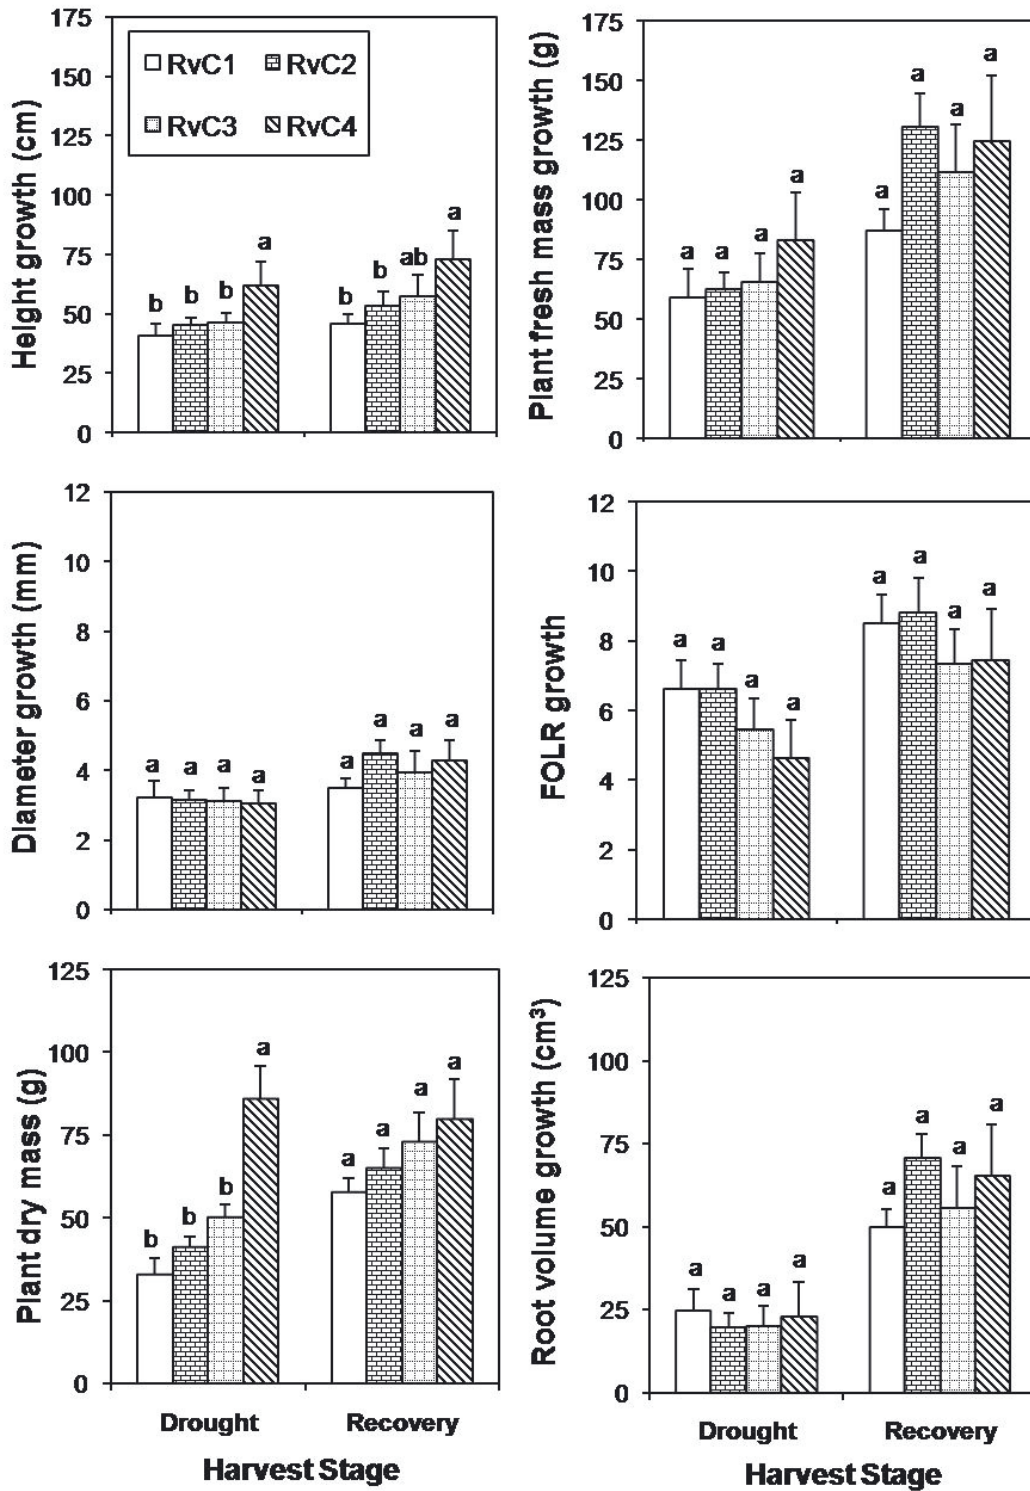 Height growth (cm)
175
150
125
100
75
50
25
0
RvC1 RvC2
RvC3 RvC4
b b b a
b b ab a
Plant fresh mass growth (g)
175
150
125
100
75
50
25
0
a a a a
a a a a
Diameter growth (mm)
12
10
8
6
4
2
0
a a a a
a a a a
FOLR growth
12
10
8
6
4
2
0
a a a a
a a a a
Plant dry mass (g)
125
100
75
50
25
0
b b b a
a a a a
Drought Recovery
Harvest Stage
Root volume growth (cm³)
125
100
75
50
25
0
a a a a
a a a a
Drought Recovery
Harvest Stage